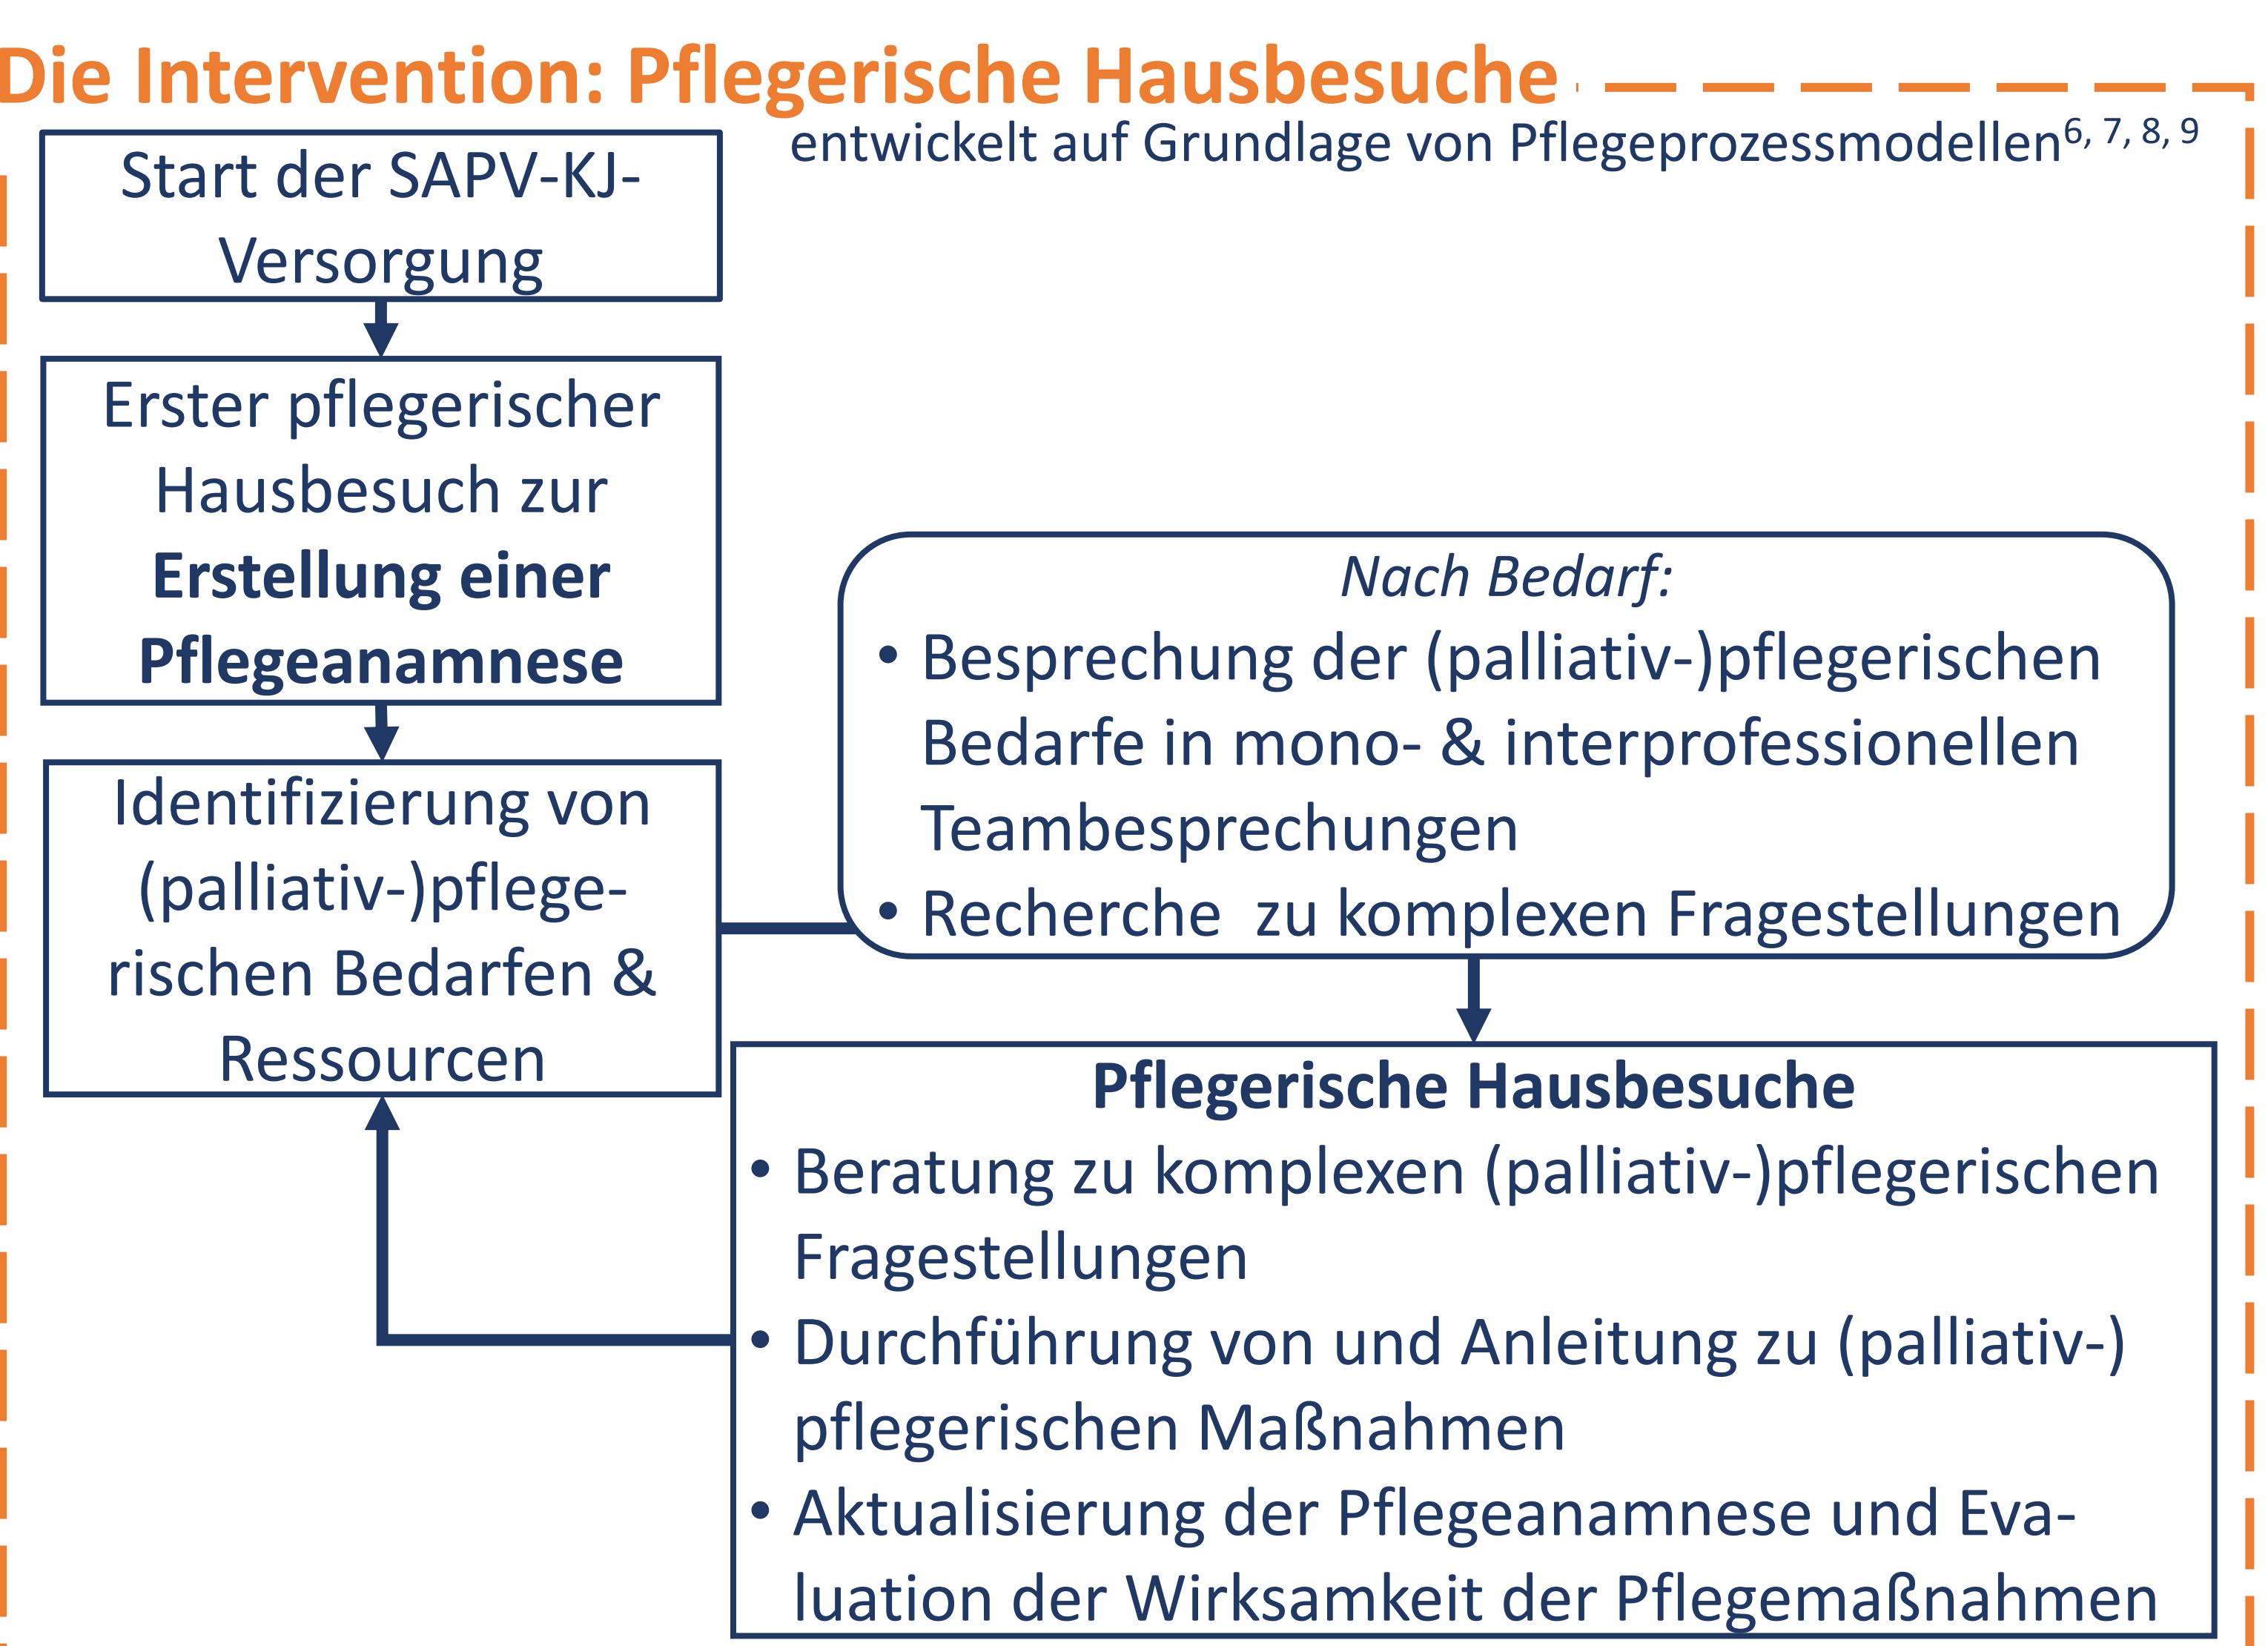 Die Intervention: Pflegerische Hausbesuche
entwickelt auf Grundlage von Pflegeprozessmodellen6, 7, 8, 9
Start der SAPV-KJ-
Versorgung
Erster pflegerischer
Hausbesuch zur
Erstellung einer
Pflegeanamnese
Identifizierung von
(palliativ-)pflege-
rischen Bedarfen &
Ressourcen
Nach Bedarf:
• Besprechung der (palliativ-)pflegerischen
Bedarfe in mono- & interprofessionellen
Teambesprechungen
• Recherche  zu komplexen Fragestellungen
Pflegerische Hausbesuche
• Beratung zu komplexen (palliativ-)pflegerischen
Fragestellungen
• Durchführung von und Anleitung zu (palliativ-)
pflegerischen Maßnahmen
• Aktualisierung der Pflegeanamnese und Eva-
luation der Wirksamkeit der Pflegemaßnahmen